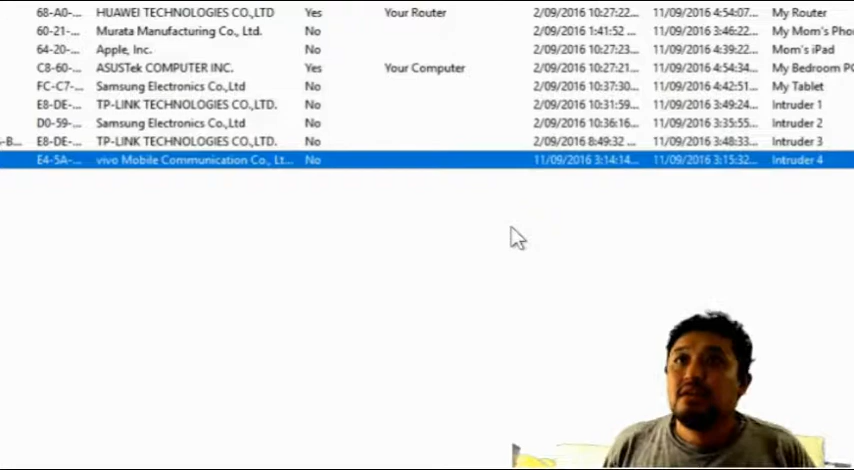 68-A0-... HUAWEI TECHNOLOGIES CO.,LTD Yes Your Router 2/09/2016 10:27:22... 11/09/2016 4:54:07... My Router
60-21-... Murata Manufacturing Co., Ltd. No 2/09/2016 1:41:52 ... 11/09/2016 3:46:22... My Mom's Pho
64-20-... Apple, Inc. No 2/09/2016 10:27:23... 11/09/2016 4:39:22... Mom's iPad
C8-60-... ASUSTek COMPUTER INC. Yes Your Computer 2/09/2016 10:27:21... 11/09/2016 4:54:34... My Bedroom PC
FC-C7-... Samsung Electronics Co.,Ltd No 2/09/2016 10:37:30... 11/09/2016 4:42:51... My Tablet
E8-DE-... TP-LINK TECHNOLOGIES CO.,LTD. No 2/09/2016 10:31:59... 11/09/2016 3:49:24... Intruder 1
D0-59-... Samsung Electronics Co.,Ltd No 2/09/2016 10:36:16... 11/09/2016 3:35:55... Intruder 2
-B... E8-DE-... TP-LINK TECHNOLOGIES CO.,LTD. No 2/09/2016 8:49:32 ... 11/09/2016 3:48:33... Intruder 3
E4-5A-... vivo Mobile Communication Co., Lt... No 11/09/2016 3:14:14... 11/09/2016 3:15:32... Intruder 4